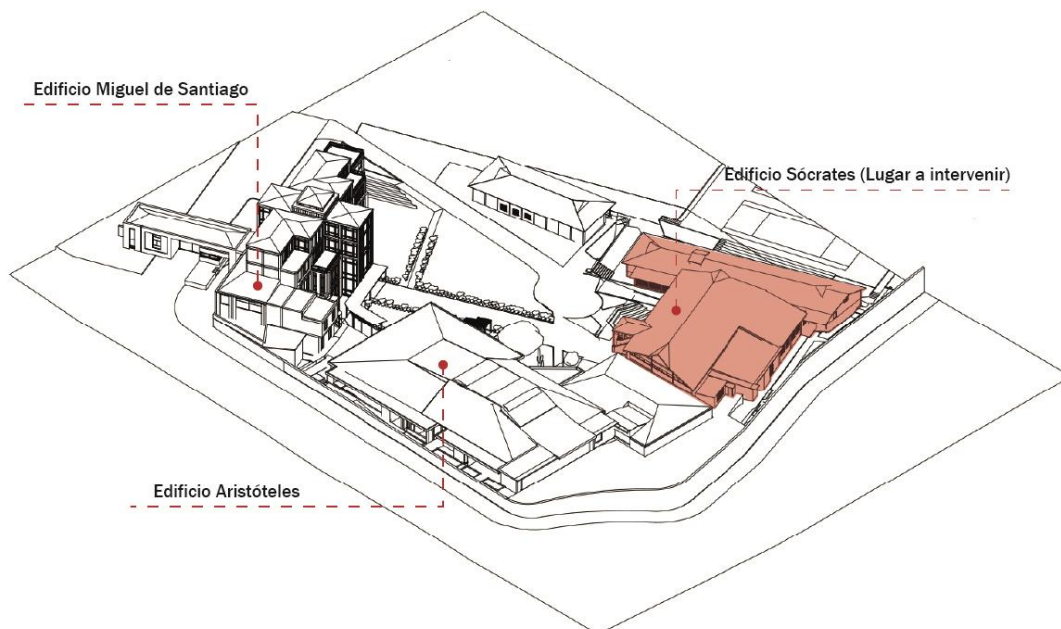 Edificio Miguel de Santiago
Edificio Sócrates (Lugar a intervenir)
Edificio Aristóteles